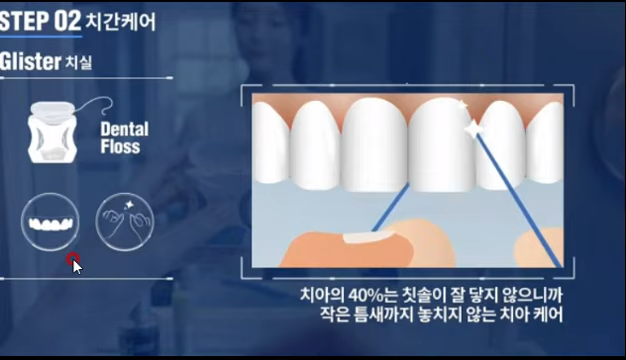 STEP 02 치간케어
Glister 치실
Dental
Floss
치아의 40%는 칫솔이 잘 닿지 않으니까
작은 틈새까지 놓치지 않는 치아 케어